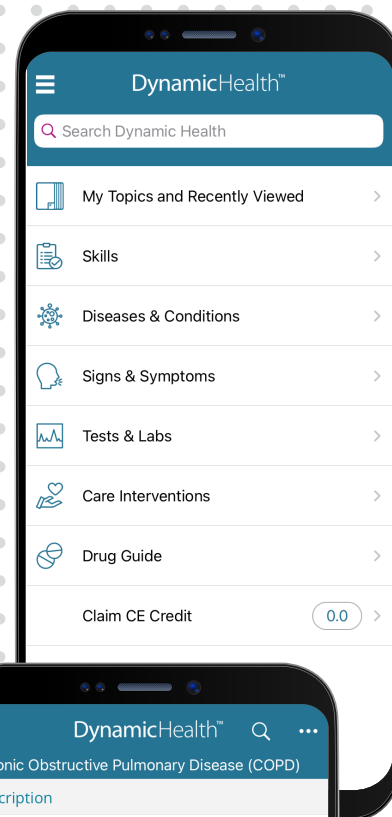 DynamicHealth™
Search Dynamic Health
My Topics and Recently Viewed
Skills
Diseases & Conditions
Signs & Symptoms
Tests & Labs
Care Interventions
Drug Guide
Claim CE Credit 0.0
DynamicHealth™
Obstructive Pulmonary Disease (COPD)